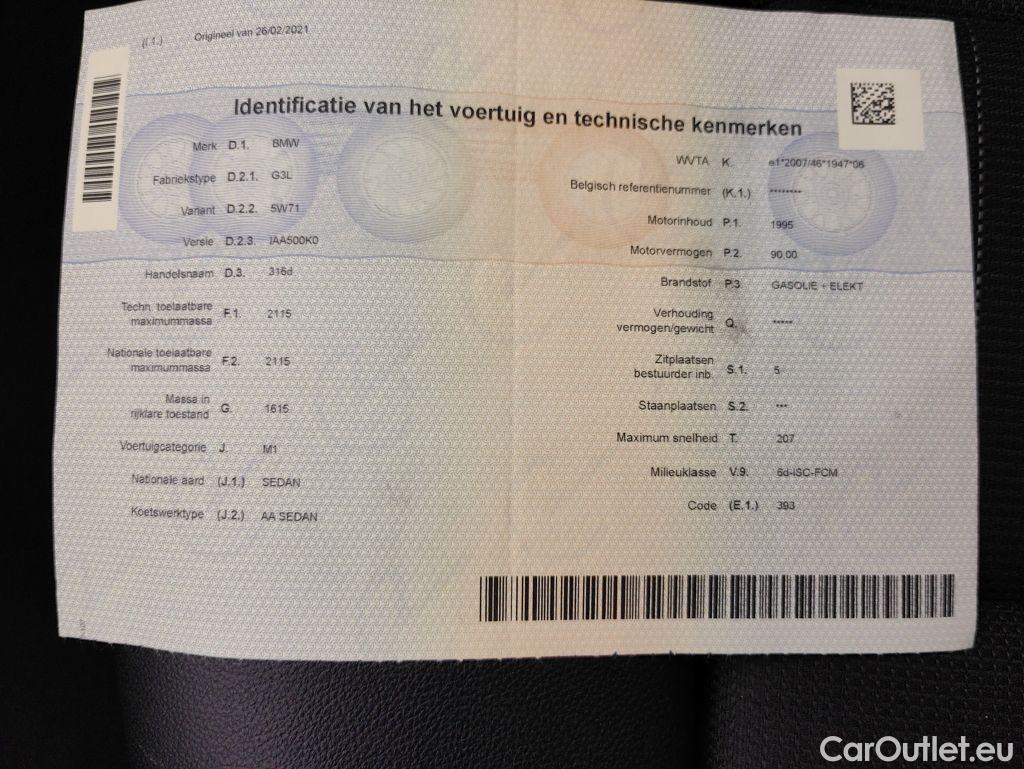 (I.1.) Origineel van 26/02/2021
Identificatie van het voertuig en technische kenmerken
Merk D.1. BMW
Fabriekstype D.2.1. G3L
Variant D.2.2. 5W71
Versie D.2.3. IAA500K0
Handelsnaam D.3. 316d
Techn. toelaatbare
maximummassa F.1. 2115
Nationale toelaatbare
maximummassa F.2. 2115
Massa in
rijklare toestand G. 1615
Voertuigcategorie J. M1
Nationale aard (J.1.) SEDAN
Koetswerktype (J.2.) AA SEDAN
WVTA K. e1*2007/46*1947*06
Belgisch referentienummer (K.1.) ********
Motorinhoud P.1. 1995
Motorvermogen P.2. 90.00
Brandstof P.3. GASOLIE + ELEKT
Verhouding
vermogen/gewicht Q. *****
Zitplaatsen
bestuurder inb. S.1. 5
Staanplaatsen S.2. ***
Maximum snelheid T. 207
Milieuklasse V.9. 6d-ISC-FCM
Code (E.1.) 393
CarOutlet.eu